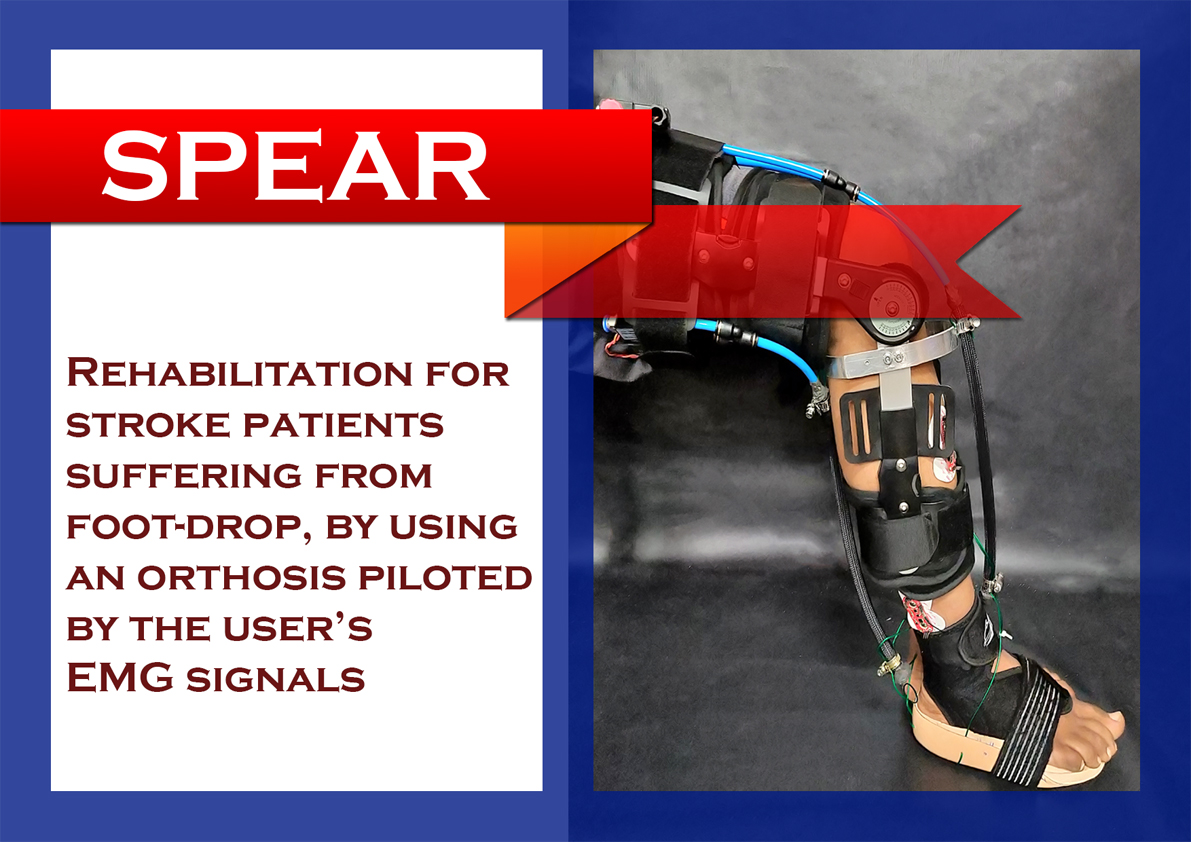 SPEAR
Rehabilitation for
stroke patients
suffering from
foot-drop, by using
an orthosis piloted
by the user’s
EMG signals